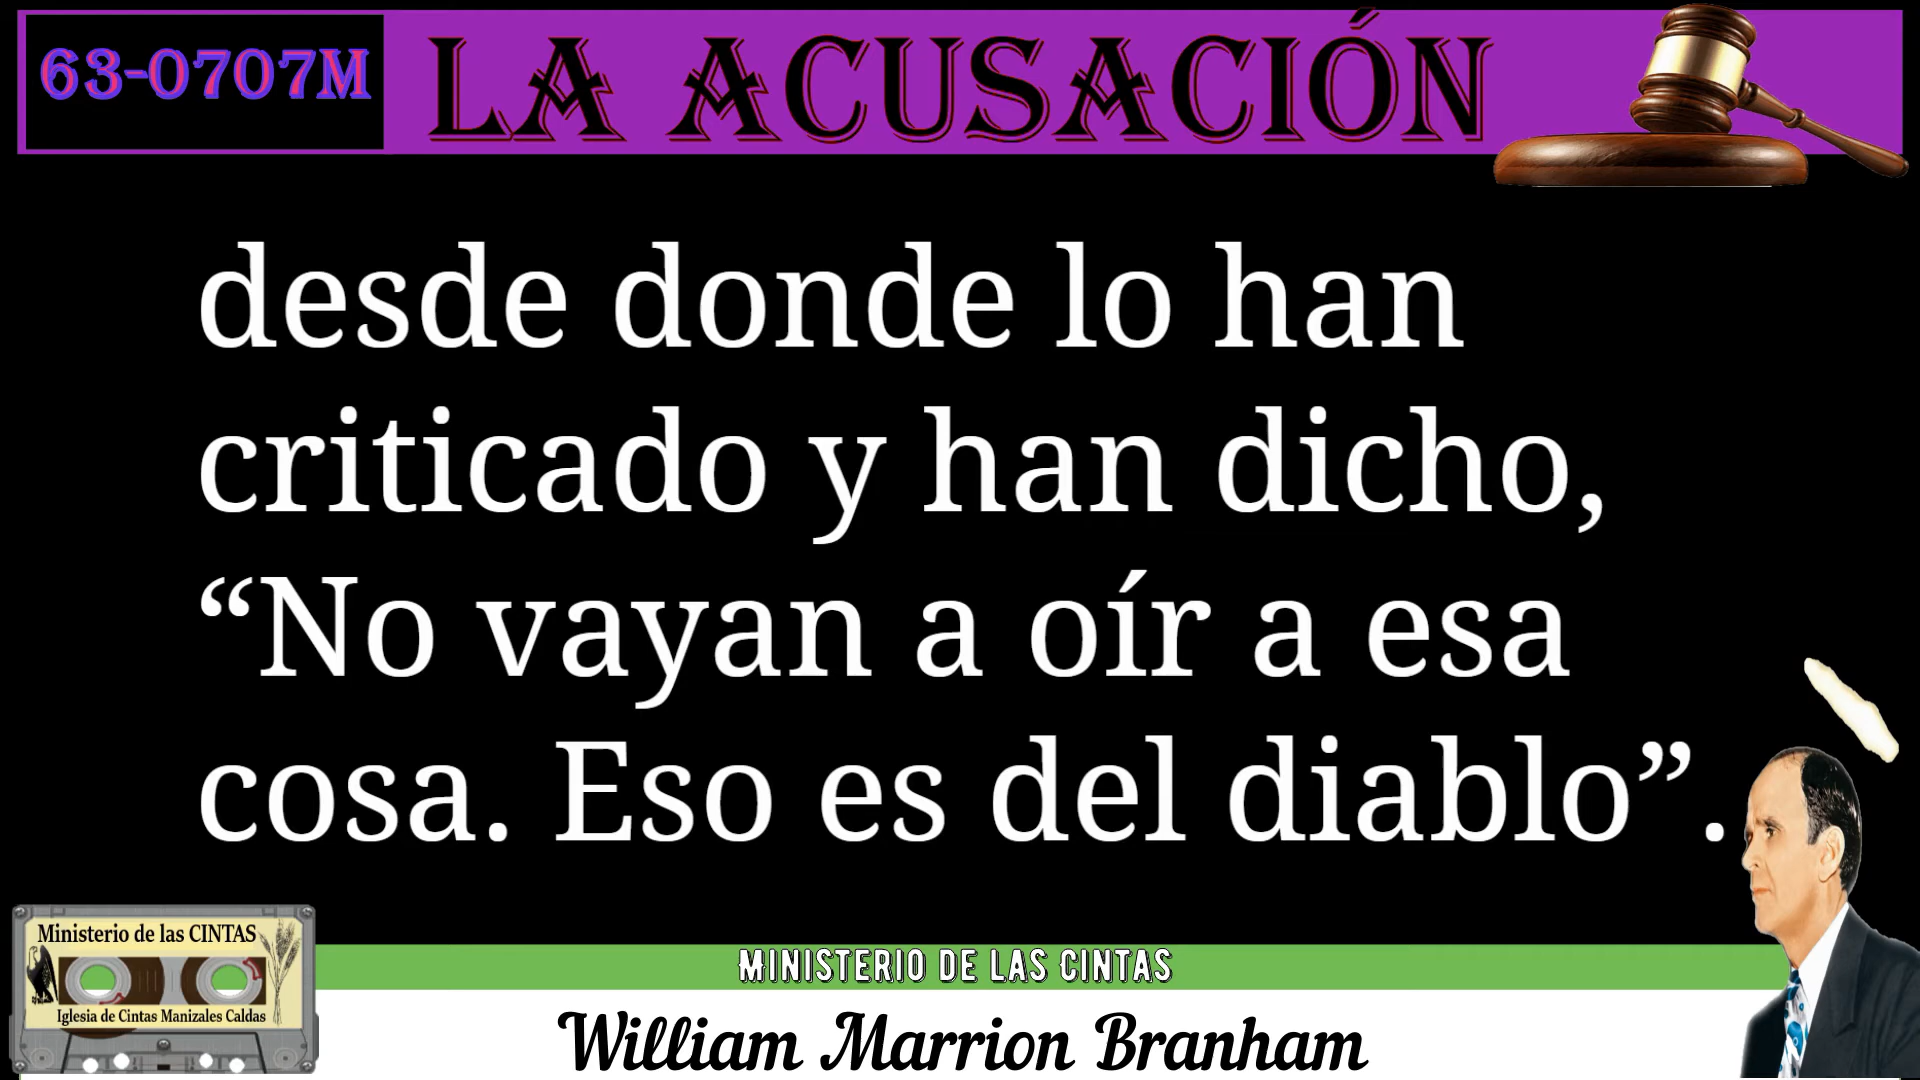 63-0707M
LA ACUSACIÓN
desde donde lo han
criticado y han dicho,
“No vayan a oír a esa
cosa. Eso es del diablo”.
Ministerio de las CINTAS
Iglesia de Cintas Manizales Caldas
MINISTERIO DE LAS CINTAS
William Marrion Branham